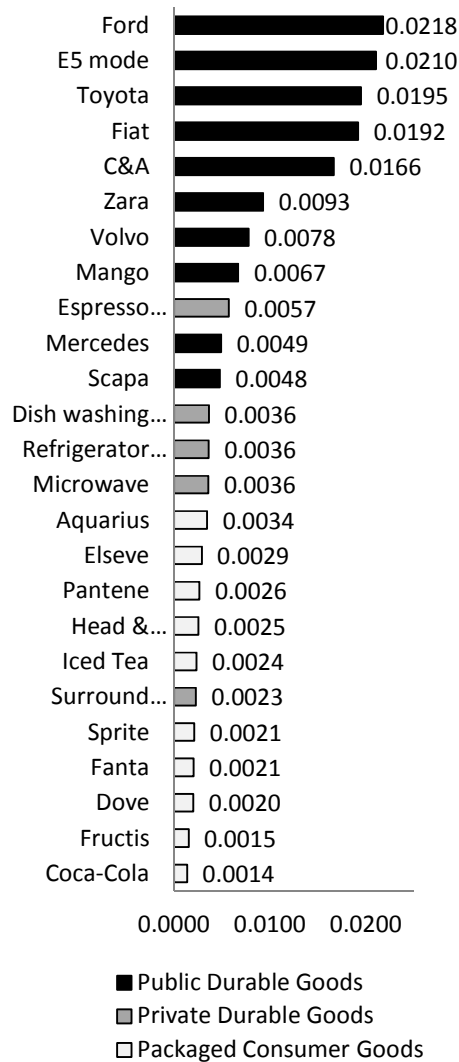 Ford 0.0218
E5 mode 0.0210
Toyota 0.0195
Fiat 0.0192
C&A 0.0166
Zara 0.0093
Volvo 0.0078
Mango 0.0067
Espresso... 0.0057
Mercedes 0.0049
Scapa 0.0048
Dish washing... 0.0036
Refrigerator... 0.0036
Microwave 0.0036
Aquarius 0.0034
Elseve 0.0029
Pantene 0.0026
Head &... 0.0025
Iced Tea 0.0024
Surround... 0.0023
Sprite 0.0021
Fanta 0.0021
Dove 0.0020
Fructis 0.0015
Coca-Cola 0.0014
0.0000 0.0100 0.0200
Public Durable Goods
Private Durable Goods
Packaged Consumer Goods